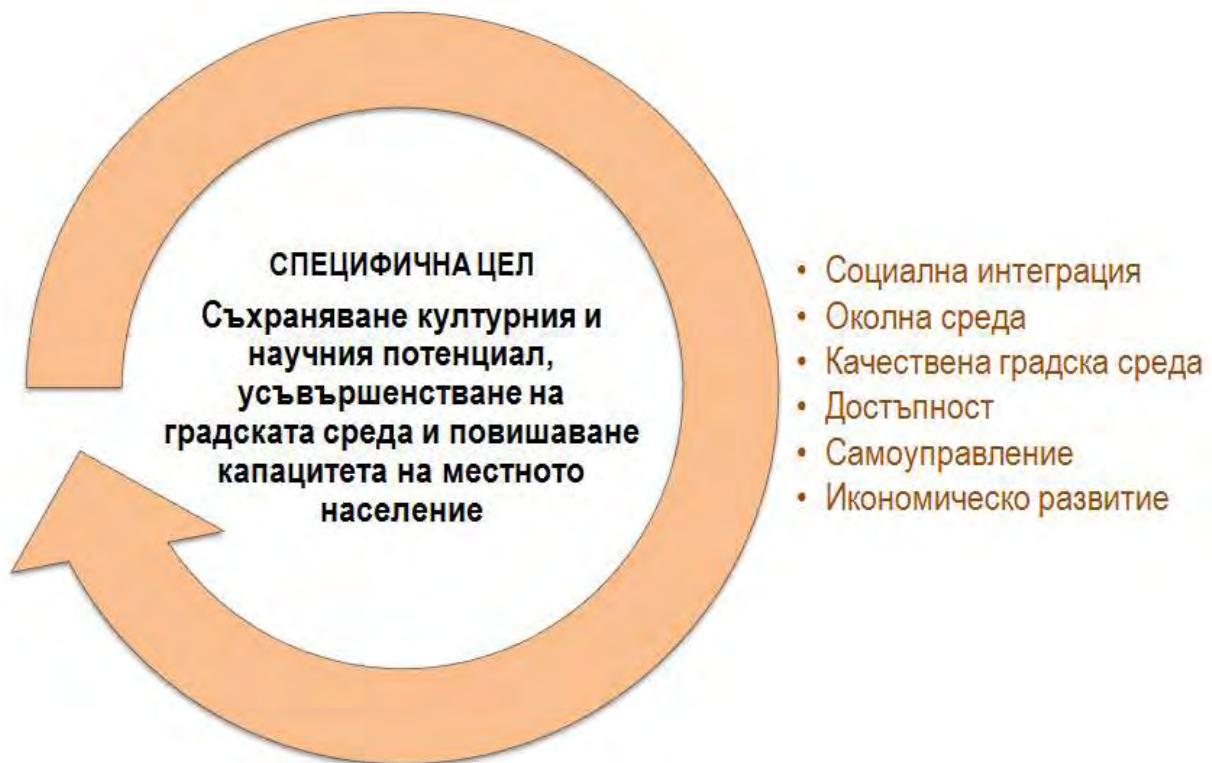 СПЕЦИФИЧНА ЦЕЛ
Съхраняване културния и
научния потенциал,
усъвършенстване на
градската среда и повишаване
капацитета на местното
население
• Социална интеграция
• Околна среда
• Качествена градска среда
• Достъпност
• Самоуправление
• Икономическо развитие